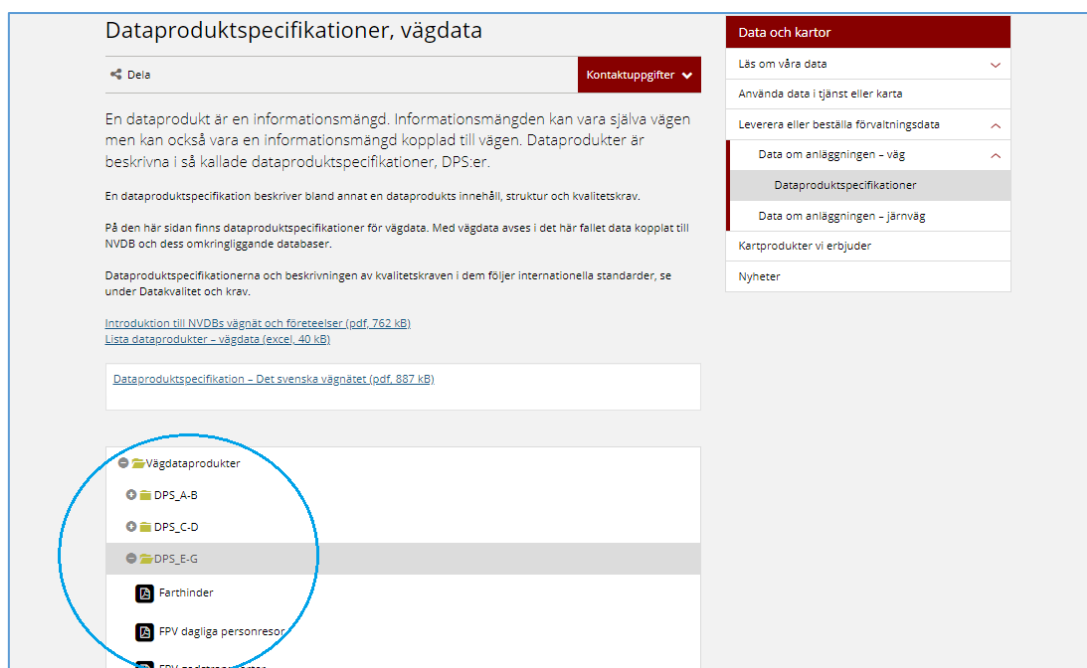 Dataproduktspecifikationer, vägdata
Dela
Kontaktuppgifter
En dataprodukt är en informationsmängd. Informationsmängden kan vara själva vägen
men kan också vara en informationsmängd kopplad till vägen. Dataprodukter är
beskrivna i så kallade dataproduktspecifikationer, DPS:er.
En dataproduktspecifikation beskriver bland annat en dataprodukts innehåll, struktur och kvalitetskrav.
På den här sidan finns dataproduktspecifikationer för vägdata. Med vägdata avses i det här fallet data kopplat till
NVDB och dess omkringliggande databaser.
Dataproduktspecifikationerna och beskrivningen av kvalitetskraven i dem följer internationella standarder, se
under Datakvalitet och krav.
Introduktion till NVDBs vägnät och företeelser (pdf, 762 kB)
Lista dataprodukter – vägdata (excel, 40 kB)
Dataproduktspecifikation – Det svenska vägnätet (pdf, 887 kB)
Vägdataprodukter
DPS_A-B
DPS_C-D
DPS_E-G
Farthinder
FPV dagliga personresor
Data och kartor
Läs om våra data
Använda data i tjänst eller karta
Leverera eller beställa förvaltningsdata
Data om anläggningen – väg
Dataproduktspecifikationer
Data om anläggningen – järnväg
Kartprodukter vi erbjuder
Nyheter